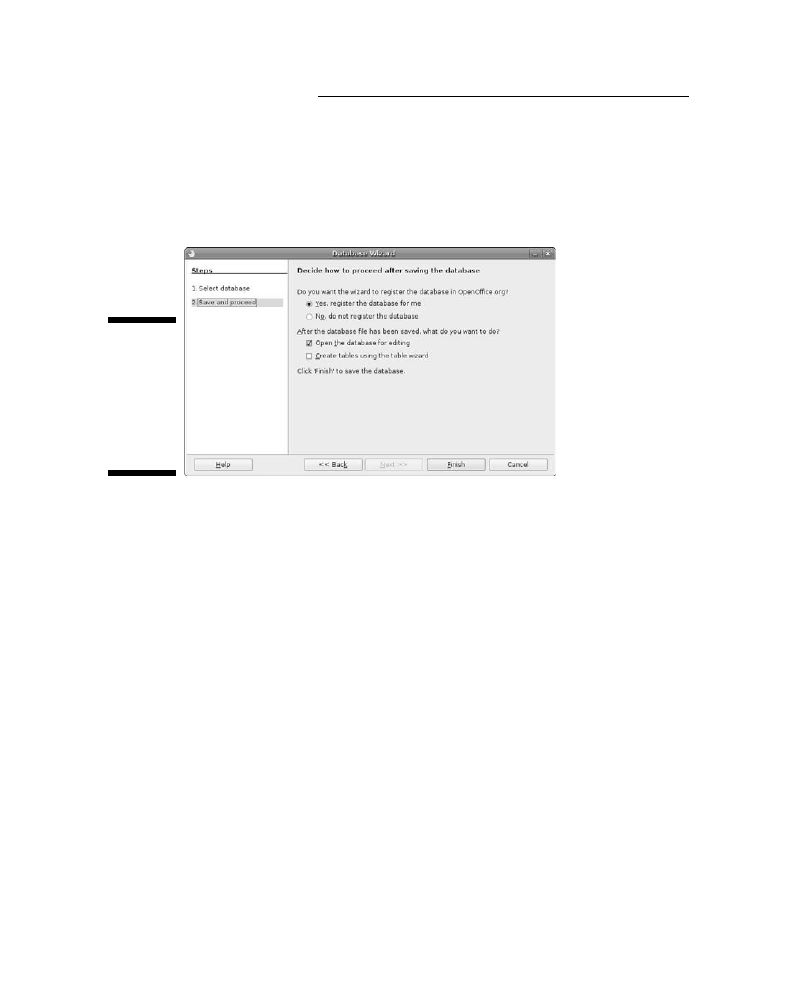 Database Wizard
Steps
1. Select database
2. Save and proceed
Decide how to proceed after saving the database
Do you want the wizard to register the database in OpenOffice.org?
Yes, register the database for me
No, do not register the database
After the database file has been saved, what do you want to do?
Open the database for editing
Create tables using the table wizard
Click 'Finish' to save the database.
Help
<< Back
Next >>
Finish
Cancel